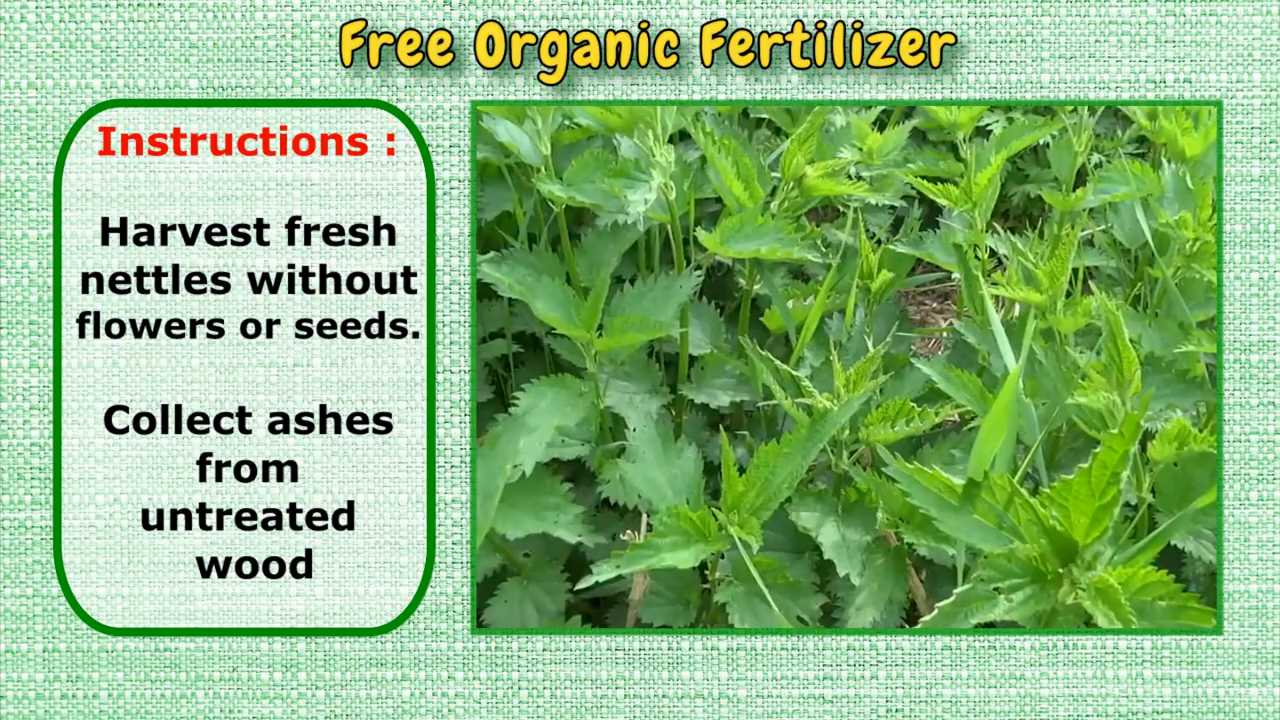 Free Organic Fertilizer
Instructions :
Harvest fresh
nettles without
flowers or seeds.
Collect ashes
from
untreated
wood